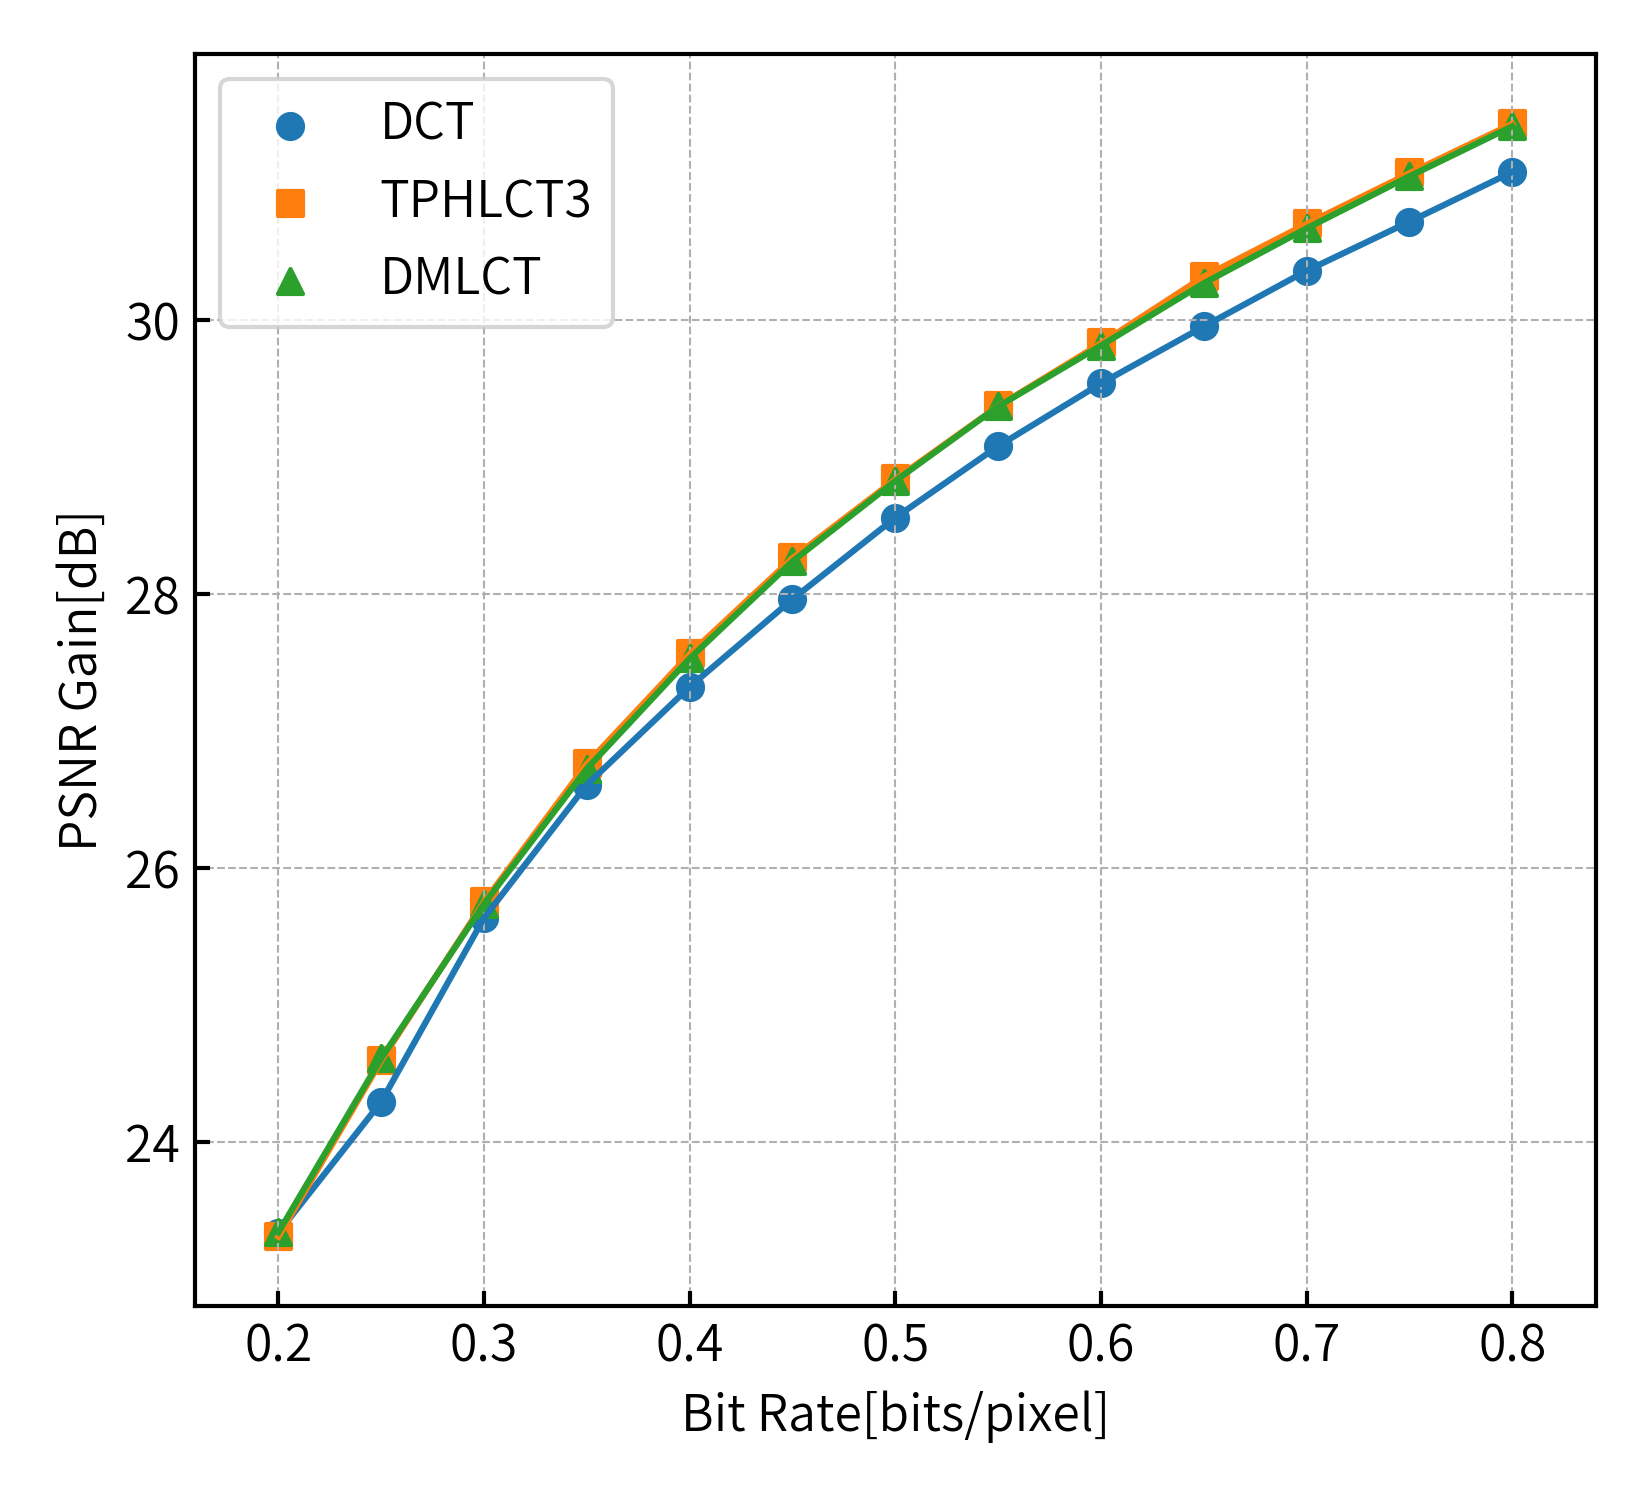 DCT
TPHLCT3
DMLCT
30
28
26
24
PSNR Gain[dB]
0.2 0.3 0.4 0.5 0.6 0.7 0.8
Bit Rate[bits/pixel]